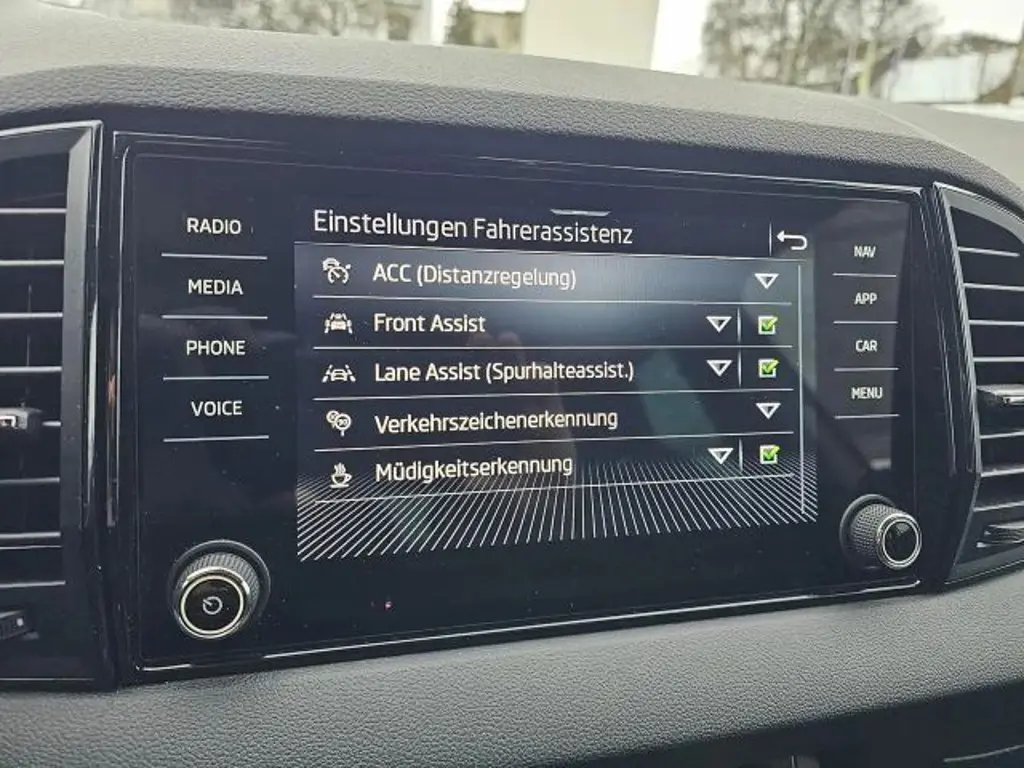 Einstellungen Fahrerassistenz
RADIO
MEDIA
PHONE
VOICE
ACC (Distanzregelung)
Front Assist
Lane Assist (Spurhalteassist.)
Verkehrszeichenerkennung
Müdigkeitserkennung
NAV
APP
CAR
MENU